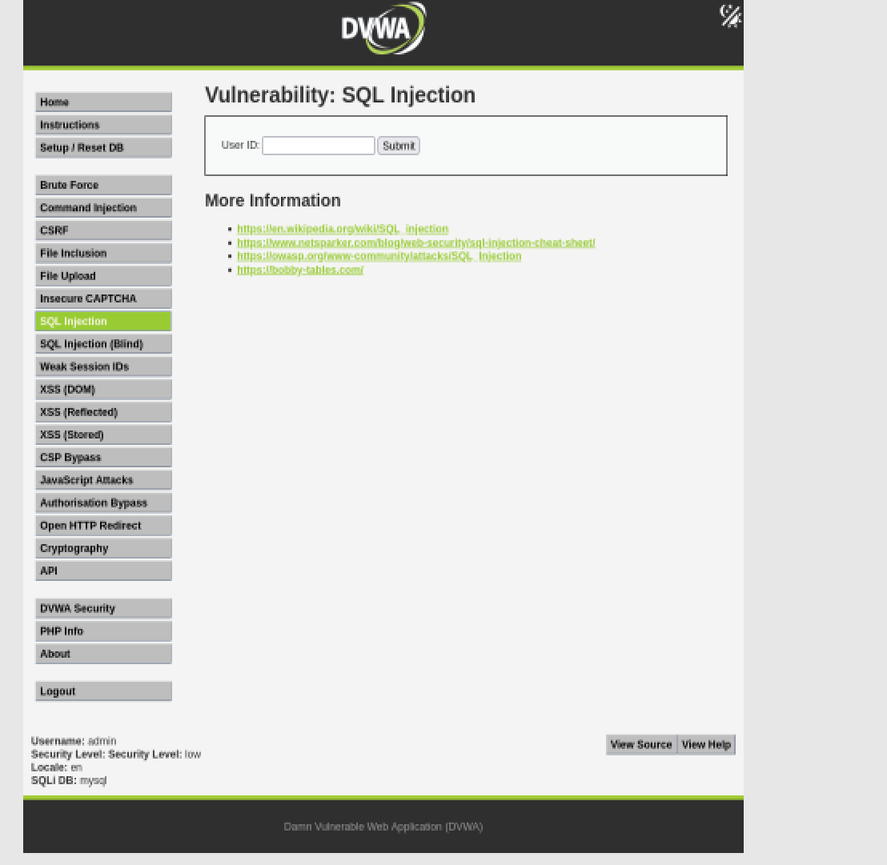 DVWA
Home
Instructions
Setup / Reset DB
Brute Force
Command Injection
CSRF
File Inclusion
File Upload
Insecure CAPTCHA
SQL Injection
SQL Injection (Blind)
Weak Session IDs
XSS (DOM)
XSS (Reflected)
XSS (Stored)
CSP Bypass
JavaScript Attacks
Authorisation Bypass
Open HTTP Redirect
Cryptography
API
DVWA Security
PHP Info
About
Logout
Vulnerability: SQL Injection
User ID: Submit
More Information
https://en.wikipedia.org/wiki/SQL_injection
https://www.netsparker.com/blog/web-security/sql-injection-cheat-sheet/
https://owasp.org/www-community/attacks/SQL_Injection
https://bobby-tables.com/
Username: admin
Security Level: Security Level: low
Locale: en
SQLi DB: mysql
View Source View Help
Damn Vulnerable Web Application (DVWA)